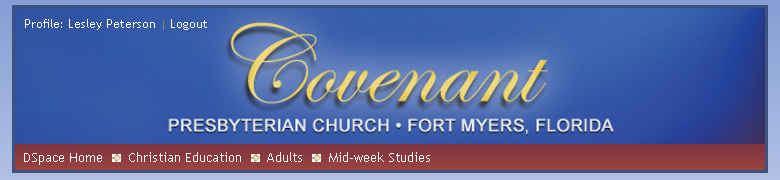 Profile: Lesley Peterson | Logout
Covenant
PRESBYTERIAN CHURCH • FORT MYERS, FLORIDA
DSpace Home Christian Education Adults Mid-week Studies